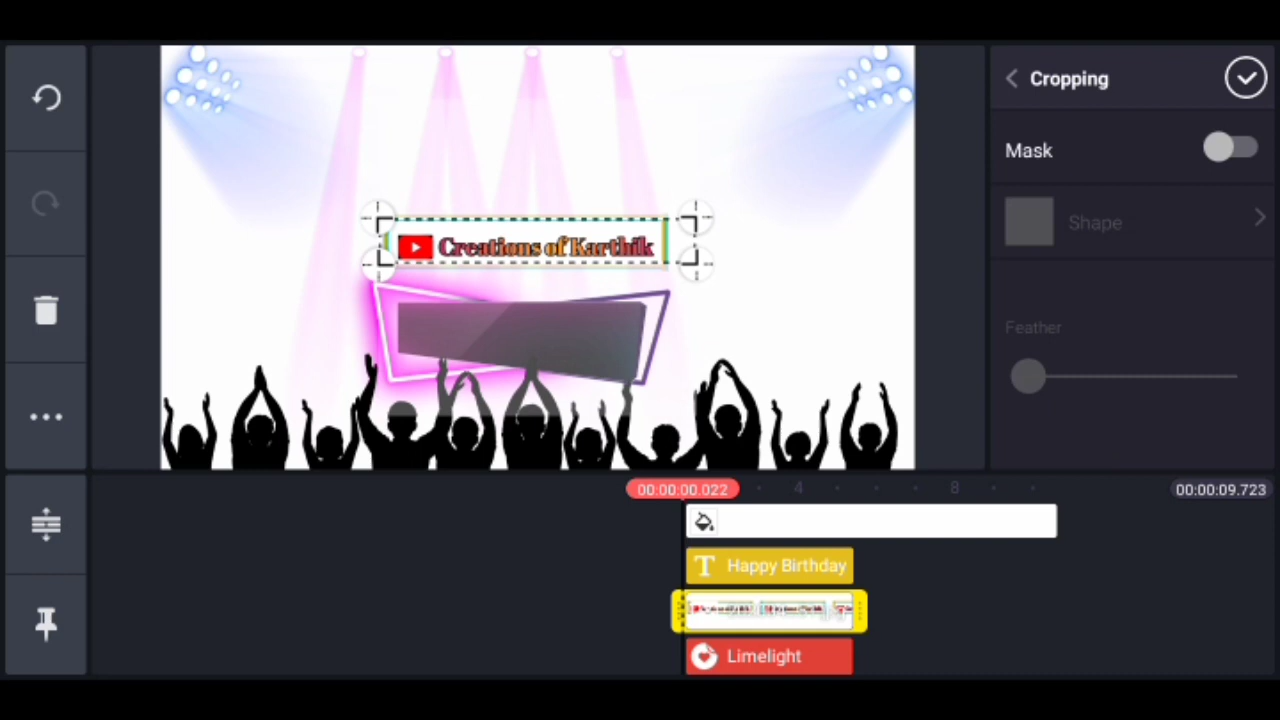 Cropping
Mask
Shape
Creations of Karthik
Feather
00:00:00.022
4
8
00:00:09.723
Happy Birthday
Limelight